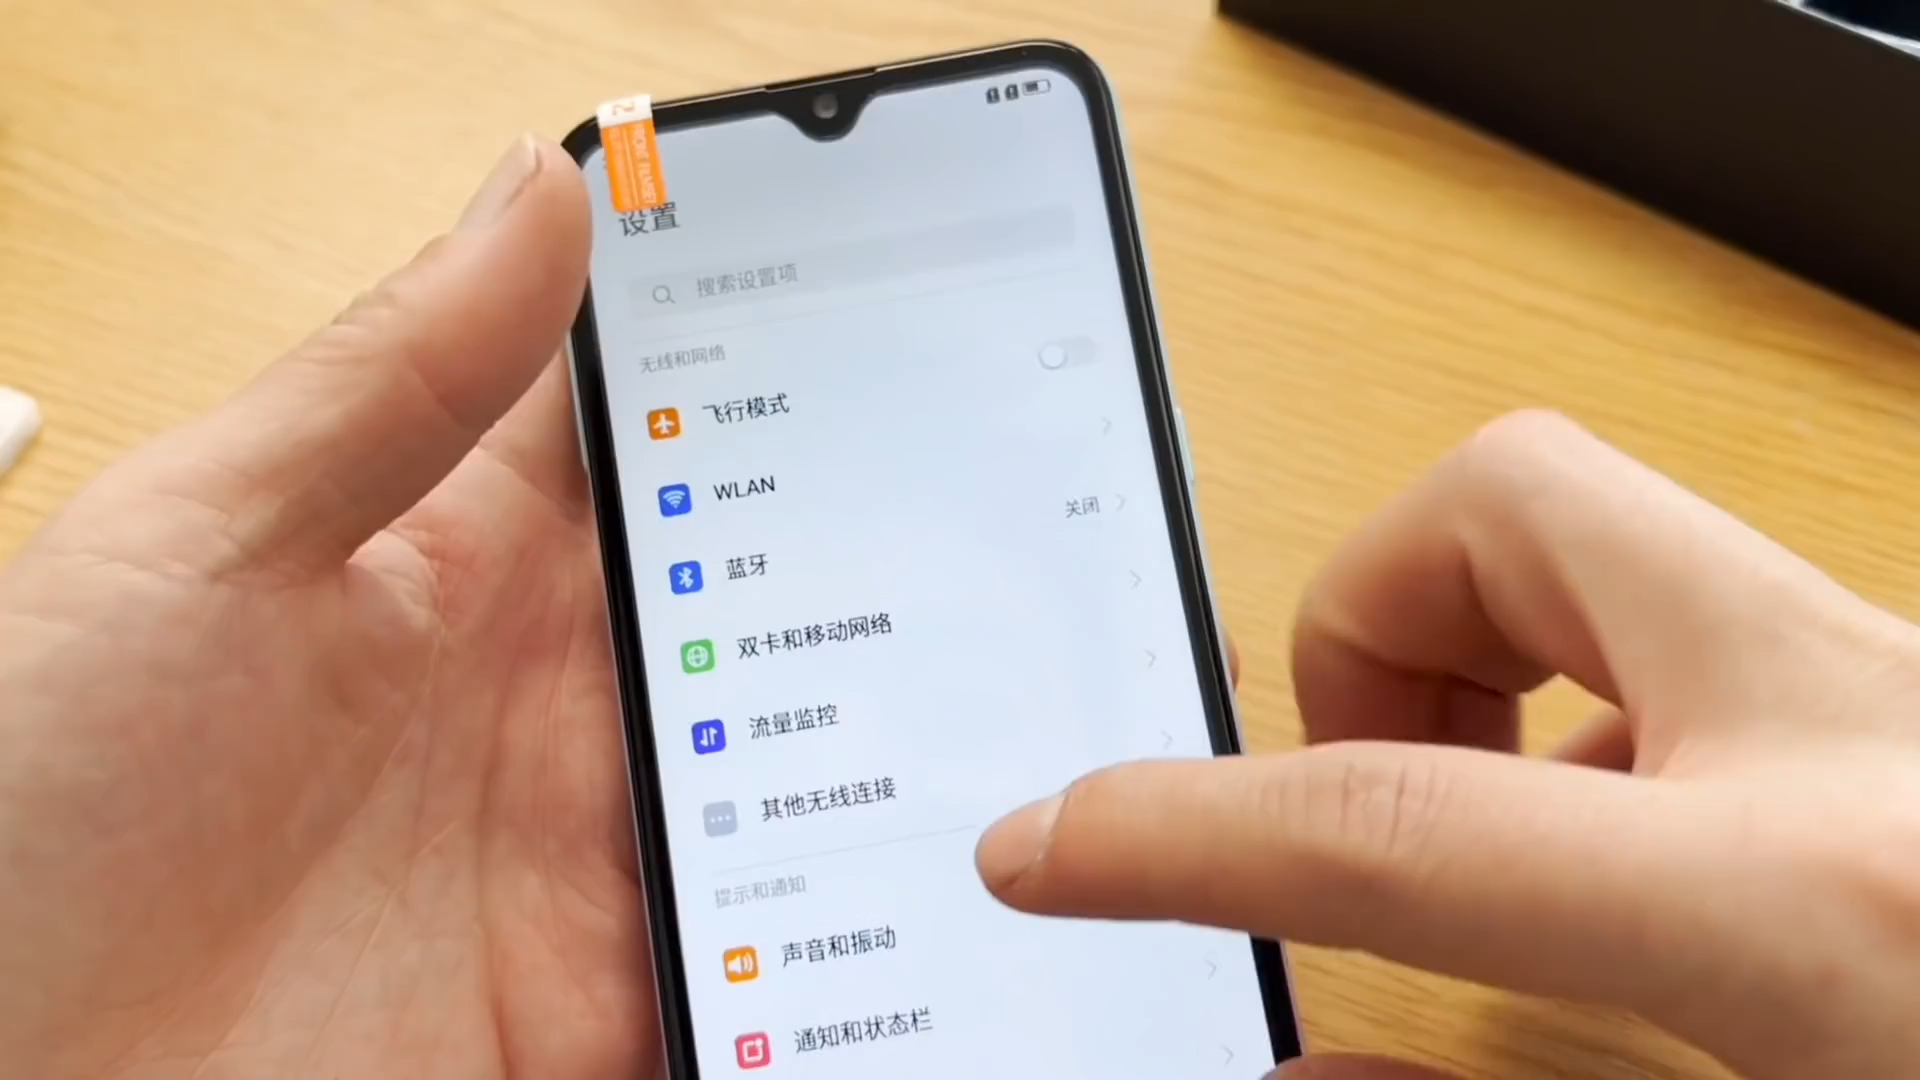 设置
搜索设置项
无线和网络
飞行模式
WLAN
蓝牙
关闭
双卡和移动网络
流量监控
其他无线连接
提示和通知
声音和振动
通知和状态栏